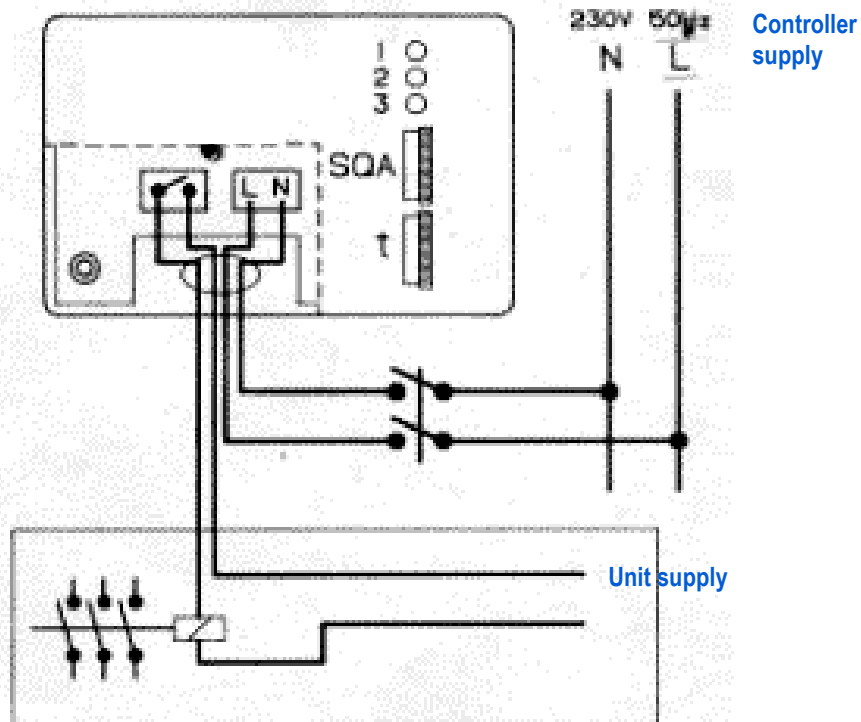 230V 50Hz
Controller
supply
N L
1
2
3
SQA
L N
t
Unit supply